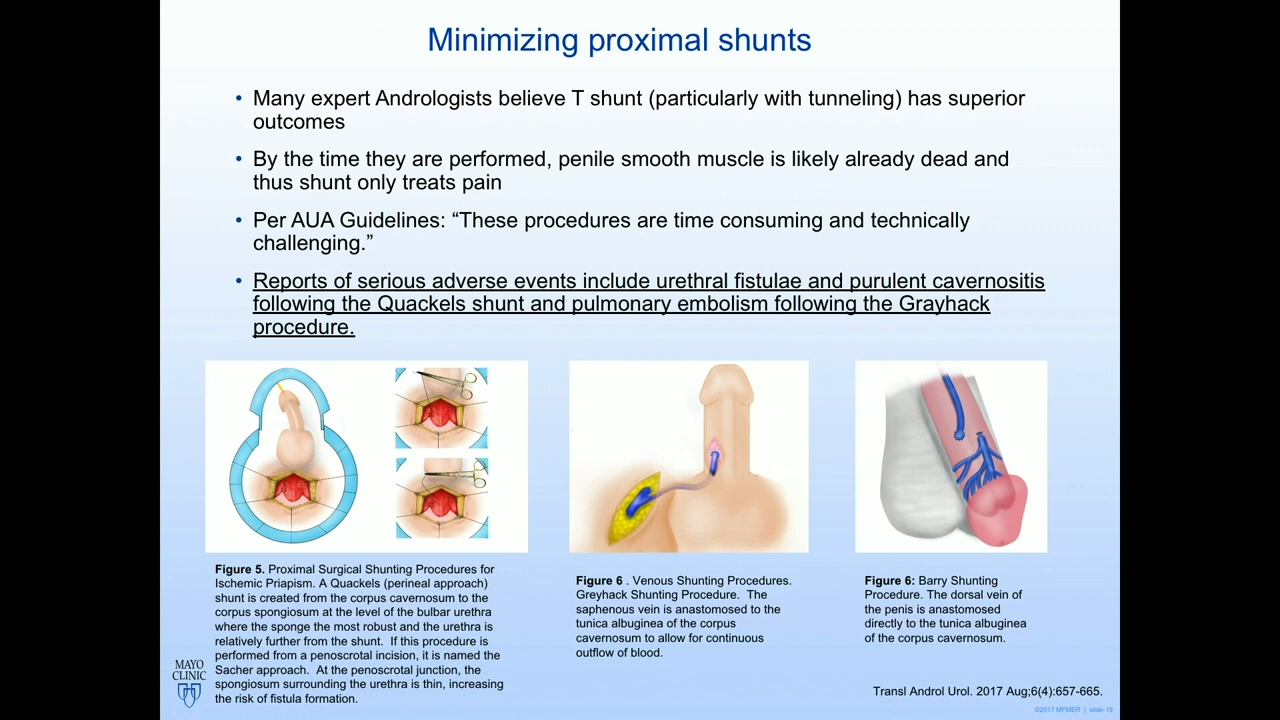 Minimizing proximal shunts
• Many expert Andrologists believe T shunt (particularly with tunneling) has superior
outcomes
• By the time they are performed, penile smooth muscle is likely already dead and
thus shunt only treats pain
• Per AUA Guidelines: “These procedures are time consuming and technically
challenging.”
• Reports of serious adverse events include urethral fistulae and purulent cavernositis
following the Quackels shunt and pulmonary embolism following the Grayhack
procedure.
Figure 5. Proximal Surgical Shunting Procedures for
Ischemic Priapism. A Quackels (perineal approach)
shunt is created from the corpus cavernosum to the
corpus spongiosum at the level of the bulbar urethra
where the sponge the most robust and the urethra is
relatively further from the shunt. If this procedure is
performed from a penoscrotal incision, it is named the
Sacher approach. At the penoscrotal junction, the
spongiosum surrounding the urethra is thin, increasing
the risk of fistula formation.
Figure 6 . Venous Shunting Procedures.
Greyhack Shunting Procedure. The
saphenous vein is anastomosed to the
tunica albuginea of the corpus
cavernosum to allow for continuous
outflow of blood.
Figure 6: Barry Shunting
Procedure. The dorsal vein of
the penis is anastomosed
directly to the tunica albuginea
of the corpus cavernosum.
MAYO
CLINIC
Transl Androl Urol. 2017 Aug;6(4):657-665.
©2017 MFMER | slide-19